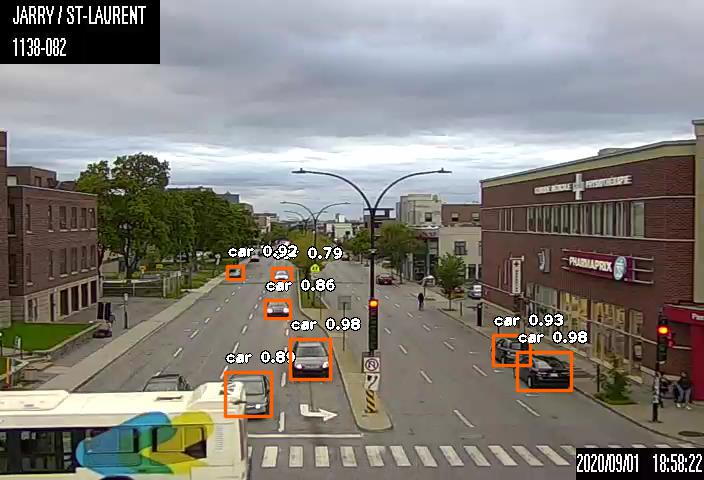 JARRY / ST-LAURENT
1138-082
car 0.92
0.79
car 0.86
car 0.93
car 0.98
car 0.98
car 0.89
PHYSIOTHERAPIE
PHARMAPRIX
2020/09/01 18:58:22